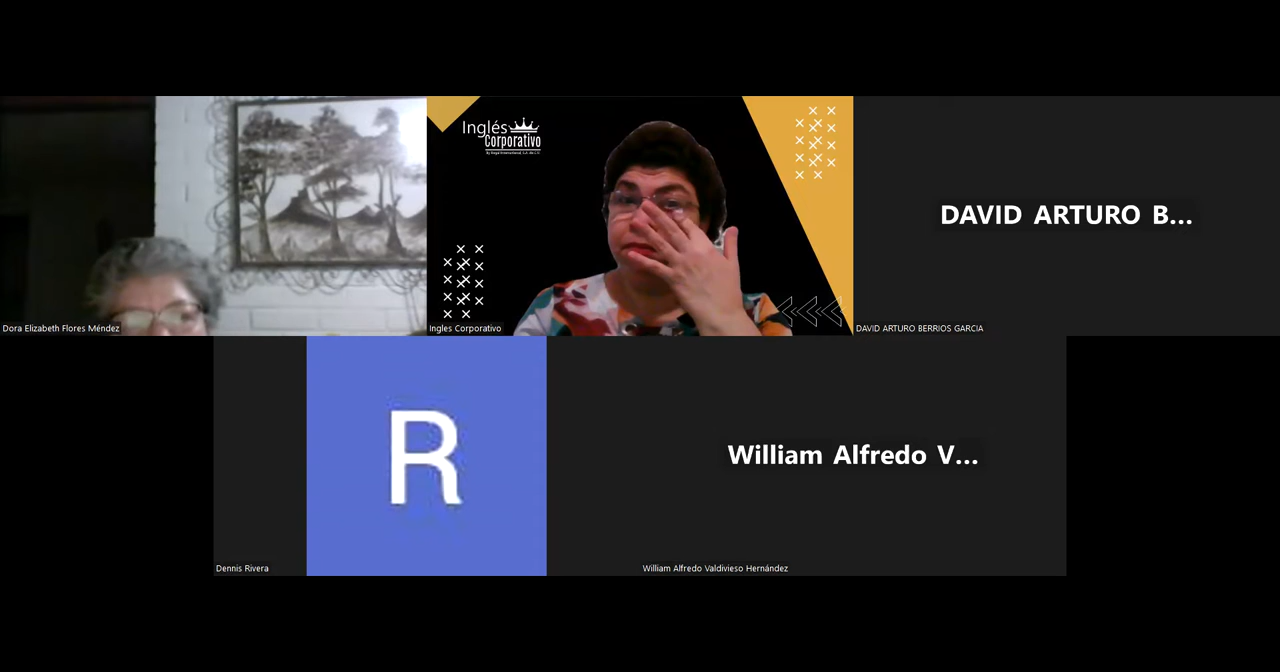 Inglés
Corporativo
DAVID ARTURO B...
Dora Elizabeth Flores Méndez
Ingles Corporativo
DAVID ARTURO BERRIOS GARCIA
R
William Alfredo V...
Dennis Rivera
William Alfredo Valdivieso Hernández